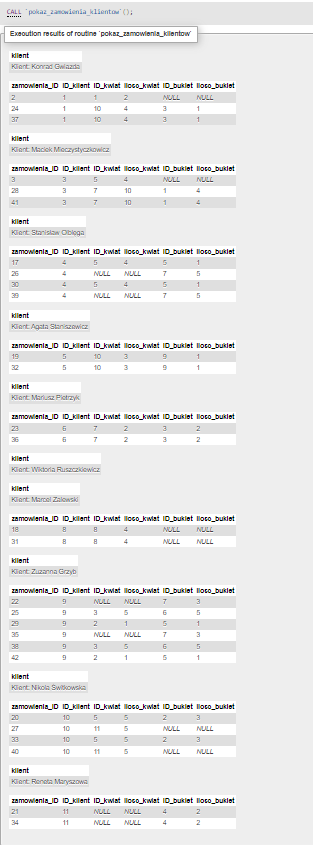 CALL `pokaz_zamowienia_klientow`();
Execution results of routine `pokaz_zamowienia_klientow`
klient
Klient: Konrad Gwiazda
zamowienia_ID ID_klient ID_kwiat ilosc_kwiat ID_bukiet ilosc_bukiet
2 1 1 2 NULL NULL
24 1 10 4 3 1
37 1 10 4 3 1
klient
Klient: Maciek Mieczystyczkowicz
zamowienia_ID ID_klient ID_kwiat ilosc_kwiat ID_bukiet ilosc_bukiet
3 3 5 4 NULL NULL
28 3 7 10 1 4
41 3 7 10 1 4
klient
Klient: Stanisław Obięga
zamowienia_ID ID_klient ID_kwiat ilosc_kwiat ID_bukiet ilosc_bukiet
17 4 5 4 5 1
26 4 NULL NULL 7 5
30 4 5 4 5 1
39 4 NULL NULL 7 5
klient
Klient: Agata Staniszewicz
zamowienia_ID ID_klient ID_kwiat ilosc_kwiat ID_bukiet ilosc_bukiet
19 5 10 3 9 1
32 5 10 3 9 1
klient
Klient: Mariusz Pietrzyk
zamowienia_ID ID_klient ID_kwiat ilosc_kwiat ID_bukiet ilosc_bukiet
23 6 7 2 3 2
36 6 7 2 3 2
klient
Klient: Wiktoria Ruszczkiewicz
klient
Klient: Marcel Zalewski
zamowienia_ID ID_klient ID_kwiat ilosc_kwiat ID_bukiet ilosc_bukiet
18 8 8 4 NULL NULL
31 8 8 4 NULL NULL
klient
Klient: Zuzanna Grzyb
zamowienia_ID ID_klient ID_kwiat ilosc_kwiat ID_bukiet ilosc_bukiet
22 9 NULL NULL 7 3
25 9 3 5 6 5
29 9 2 1 5 1
35 9 NULL NULL 7 3
38 9 3 5 6 5
42 9 2 1 5 1
klient
Klient: Nikola Świtkowska
zamowienia_ID ID_klient ID_kwiat ilosc_kwiat ID_bukiet ilosc_bukiet
20 10 5 5 2 3
27 10 11 5 NULL NULL
33 10 5 5 2 3
40 10 11 5 NULL NULL
klient
Klient: Renata Maryszowa
zamowienia_ID ID_klient ID_kwiat ilosc_kwiat ID_bukiet ilosc_bukiet
21 11 NULL NULL 4 2
34 11 NULL NULL 4 2